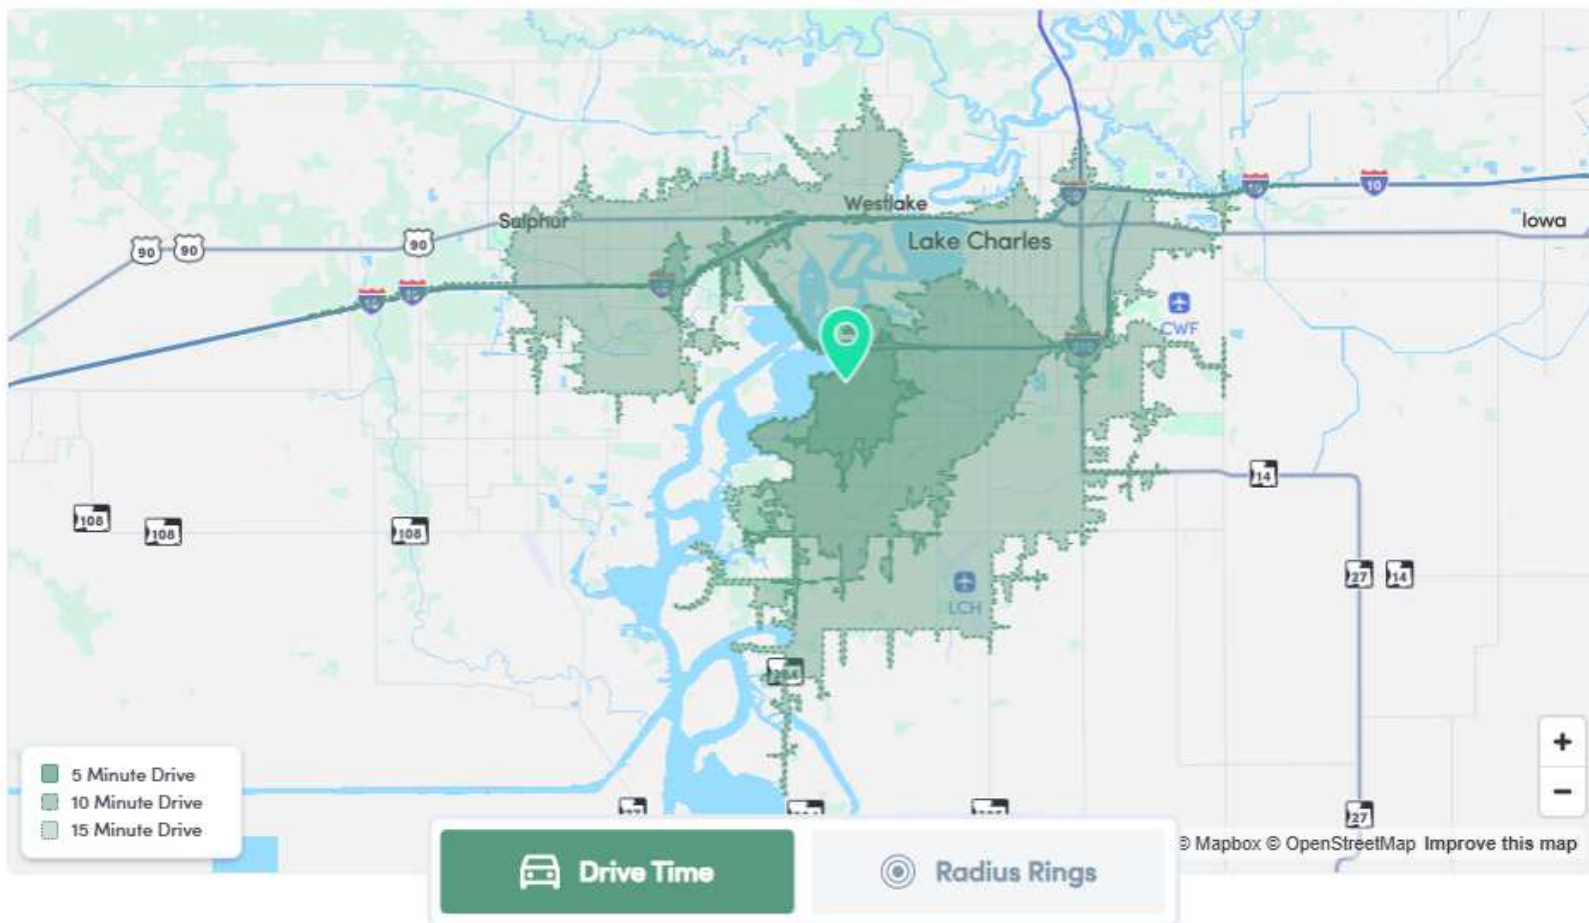 10
10
10
Westlake
Sulphur
Iowa
90
90
90
Lake Charles
10
10
CWF
14
108
108
108
27
14
LCH
5 Minute Drive
10 Minute Drive
15 Minute Drive
+
−
27
© Mapbox © OpenStreetMap Improve this map
Drive Time
Radius Rings